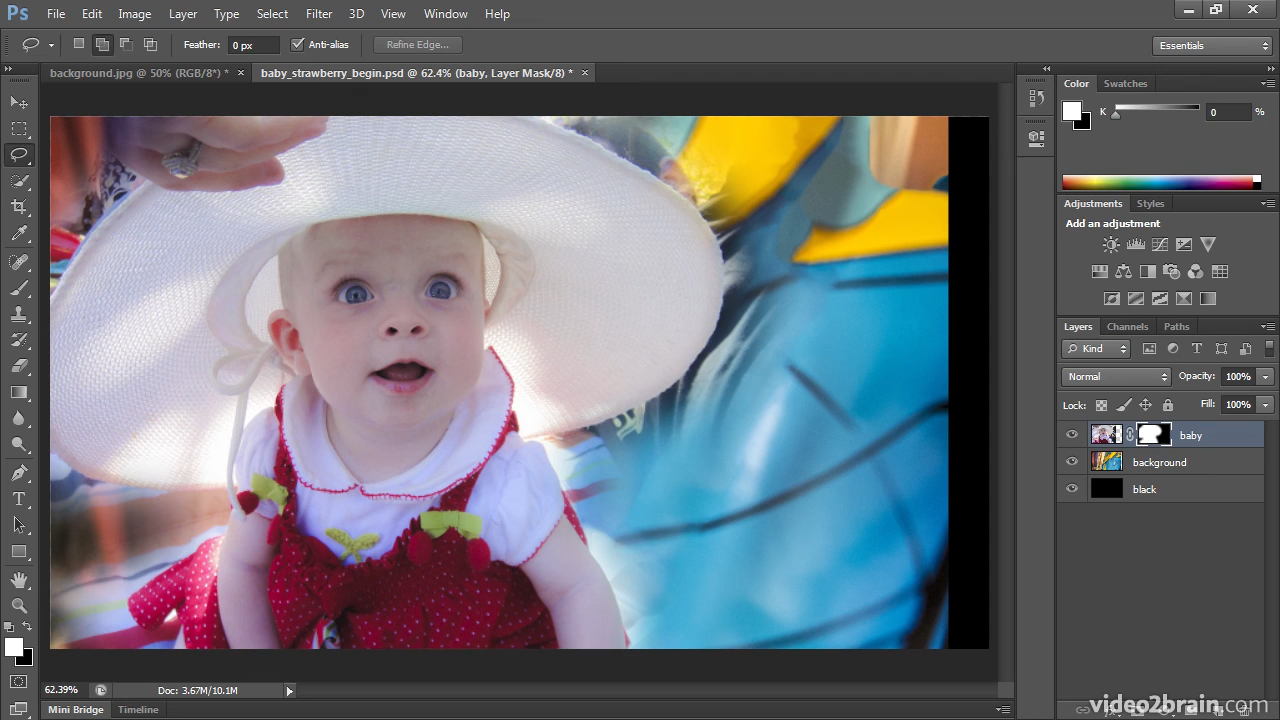 Ps File Edit Image Layer Type Select Filter 3D View Window Help
Feather: 0 px Anti-alias Refine Edge... Essentials
background.jpg @ 50% (RGB/8*) * × baby_strawberry_begin.psd @ 62.4% (baby, Layer Mask/8) * ×
Color Swatches
K 0 %
Adjustments Styles
Add an adjustment
Layers Channels Paths
Kind
Normal Opacity: 100%
Lock: Fill: 100%
baby
background
black
62.39% Doc: 3.67M/10.1M
Mini Bridge Timeline
video2brain.com